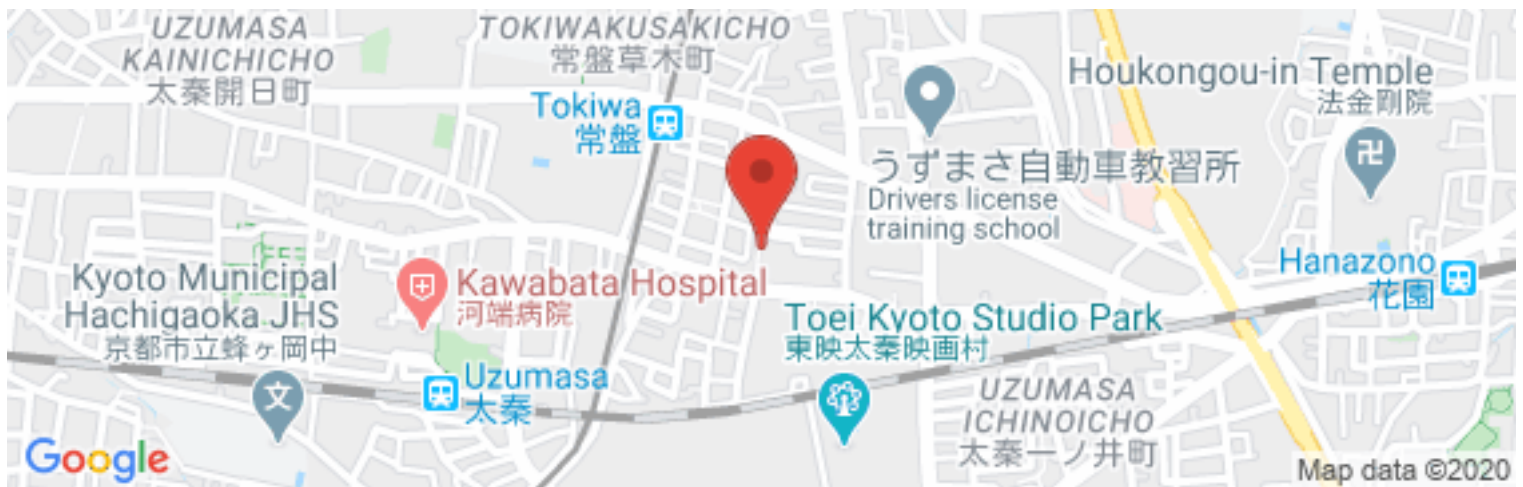 UZUMASA
KAINICHICHO
太秦開日町
TOKIWAKUSAKICHO
常盤草木町
Tokiwa
常盤
うずまさ自動車教習所
Drivers license
training school
Houkongou-in Temple
法金剛院
Kyoto Municipal
Hachigaoka JHS
京都市立蜂ヶ岡中
文
Kawabata Hospital
河端病院
Hanazono
花園
Toei Kyoto Studio Park
東映太秦映画村
Uzumasa
太秦
UZUMASA
ICHINOICHO
太秦一ノ井町
Google
Map data ©2020